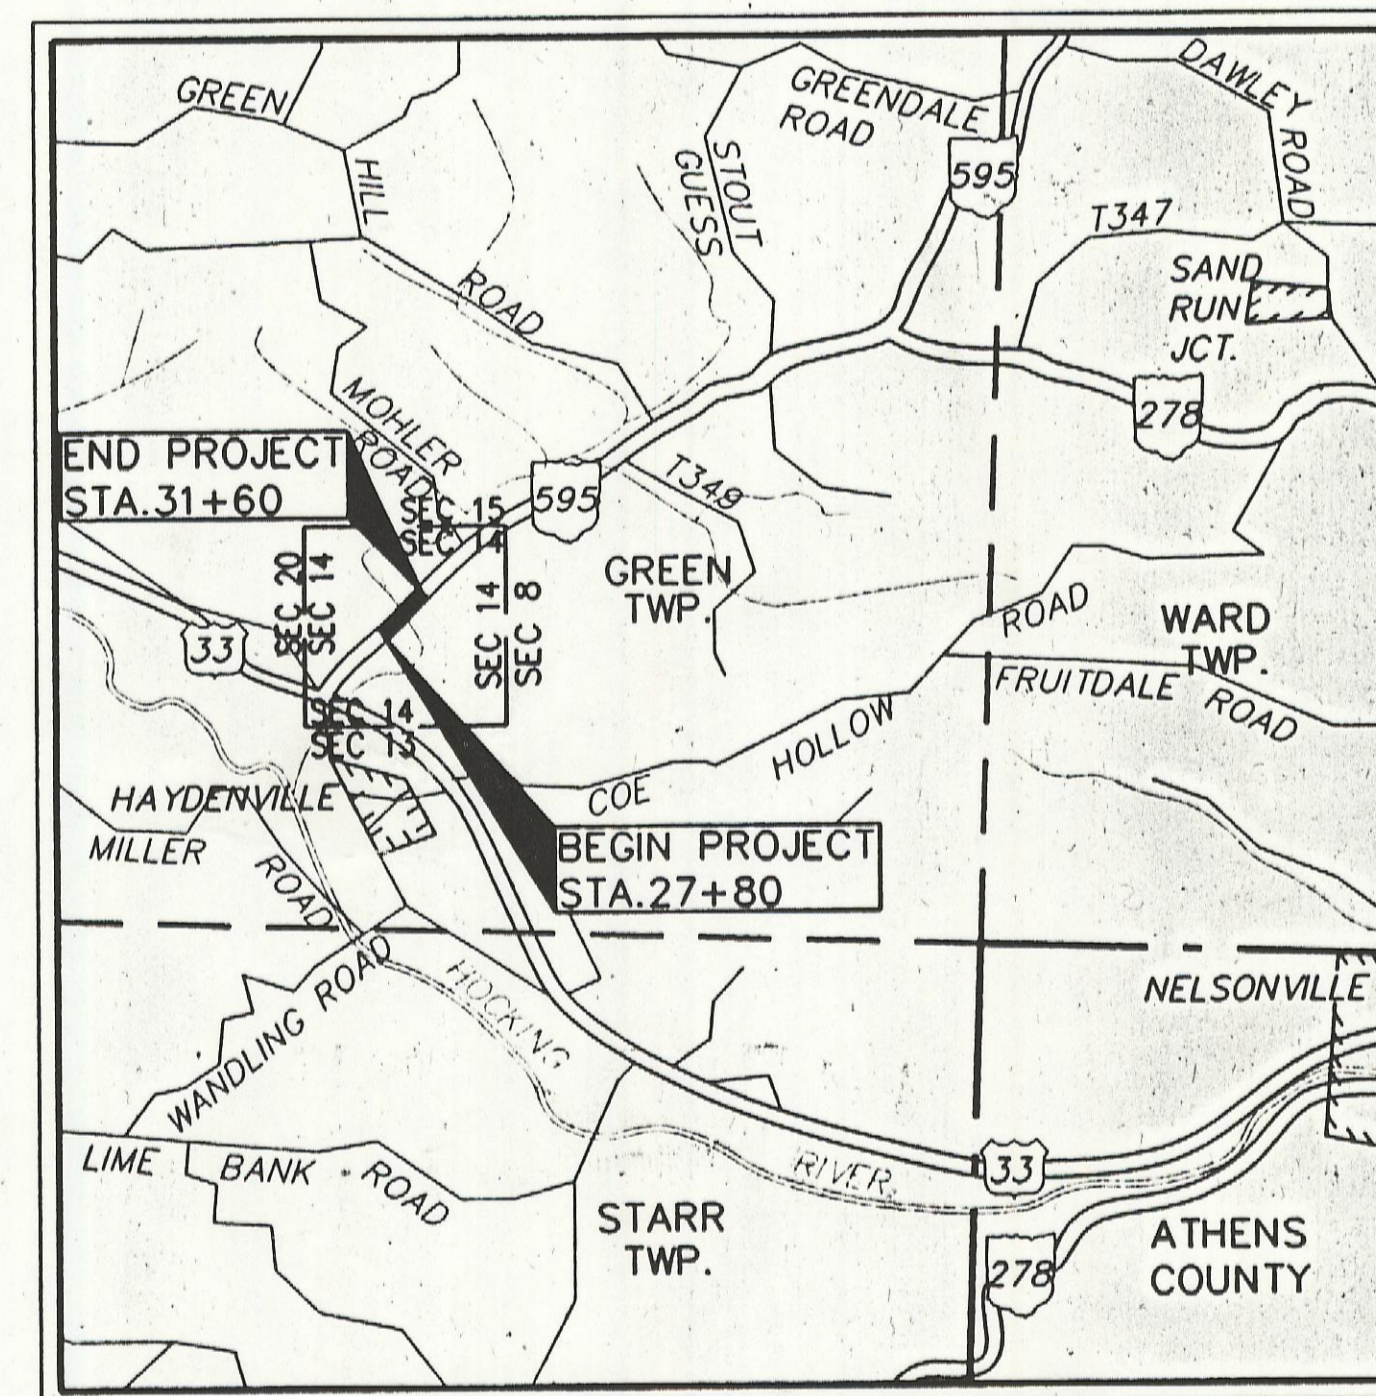 GREEN
HILL
ROAD
GREENDALE
ROAD
STOUT
GUESS
595
DAWLEY
ROAD
T347
SAND
RUN
JCT.
278
MOHLER
ROAD
END PROJECT
STA.31+60
SEC 15
SEC 14
595
T349
GREEN
TWP.
SEC 20
SEC 14
SEC 14
SEC 8
33
SEC 14
SEC 13
WARD
TWP.
COE
HOLLOW
ROAD
FRUITDALE ROAD
HAYDENVILLE
MILLER
ROAD
BEGIN PROJECT
STA.27+80
WANDLING ROAD
HOCKING
RIVER
NELSONVILLE
LIME BANK ROAD
33
STARR
TWP.
278
ATHENS
COUNTY